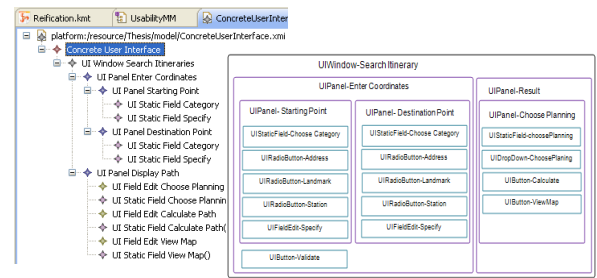 Reification.kmt
UsabilityMM
ConcreteUserInter
platform:/resource/Thesis/model/ConcreteUserInterface.xmi
Concrete User Interface
UI Window Search Itineraries
UI Panel Enter Cordinates
UI Panel Starting Point
UI Static Field Category
UI Static Field Specify
UI Panel Destination Point
UI Static Field Category
UI Static Field Specify
UI Panel Display Path
UI Field Edit Choose Planning
UI Static Field Choose Plannin
UI Field Edit Calculate Path
UI Static Field Calculate Path(
UI Field Edit View Map
UI Static Field View Map()
UIWindow-SearchItinerary
UIPanel-Enter Coordinates
UIPanel- StartingPoint
UIStaticField-Choose Category
UIRadioButton-Address
UIRadioButton-Landmark
UIRadioButton-Station
UIFieldEdit-Specify
UIPanel- DestinationPoint
UIStaticField-Choose Category
UIRadioButton-Address
UIRadioButton-Landmark
UIRadioButton-Station
UIFieldEdit-Specify
UIButton-Validate
UIPanel-Result
UIPanel-Choose Planning
UIStaticField-choosePlanning
UIDropDown-ChoosePlaning
UIButton-Calculate
UIButton-ViewMap